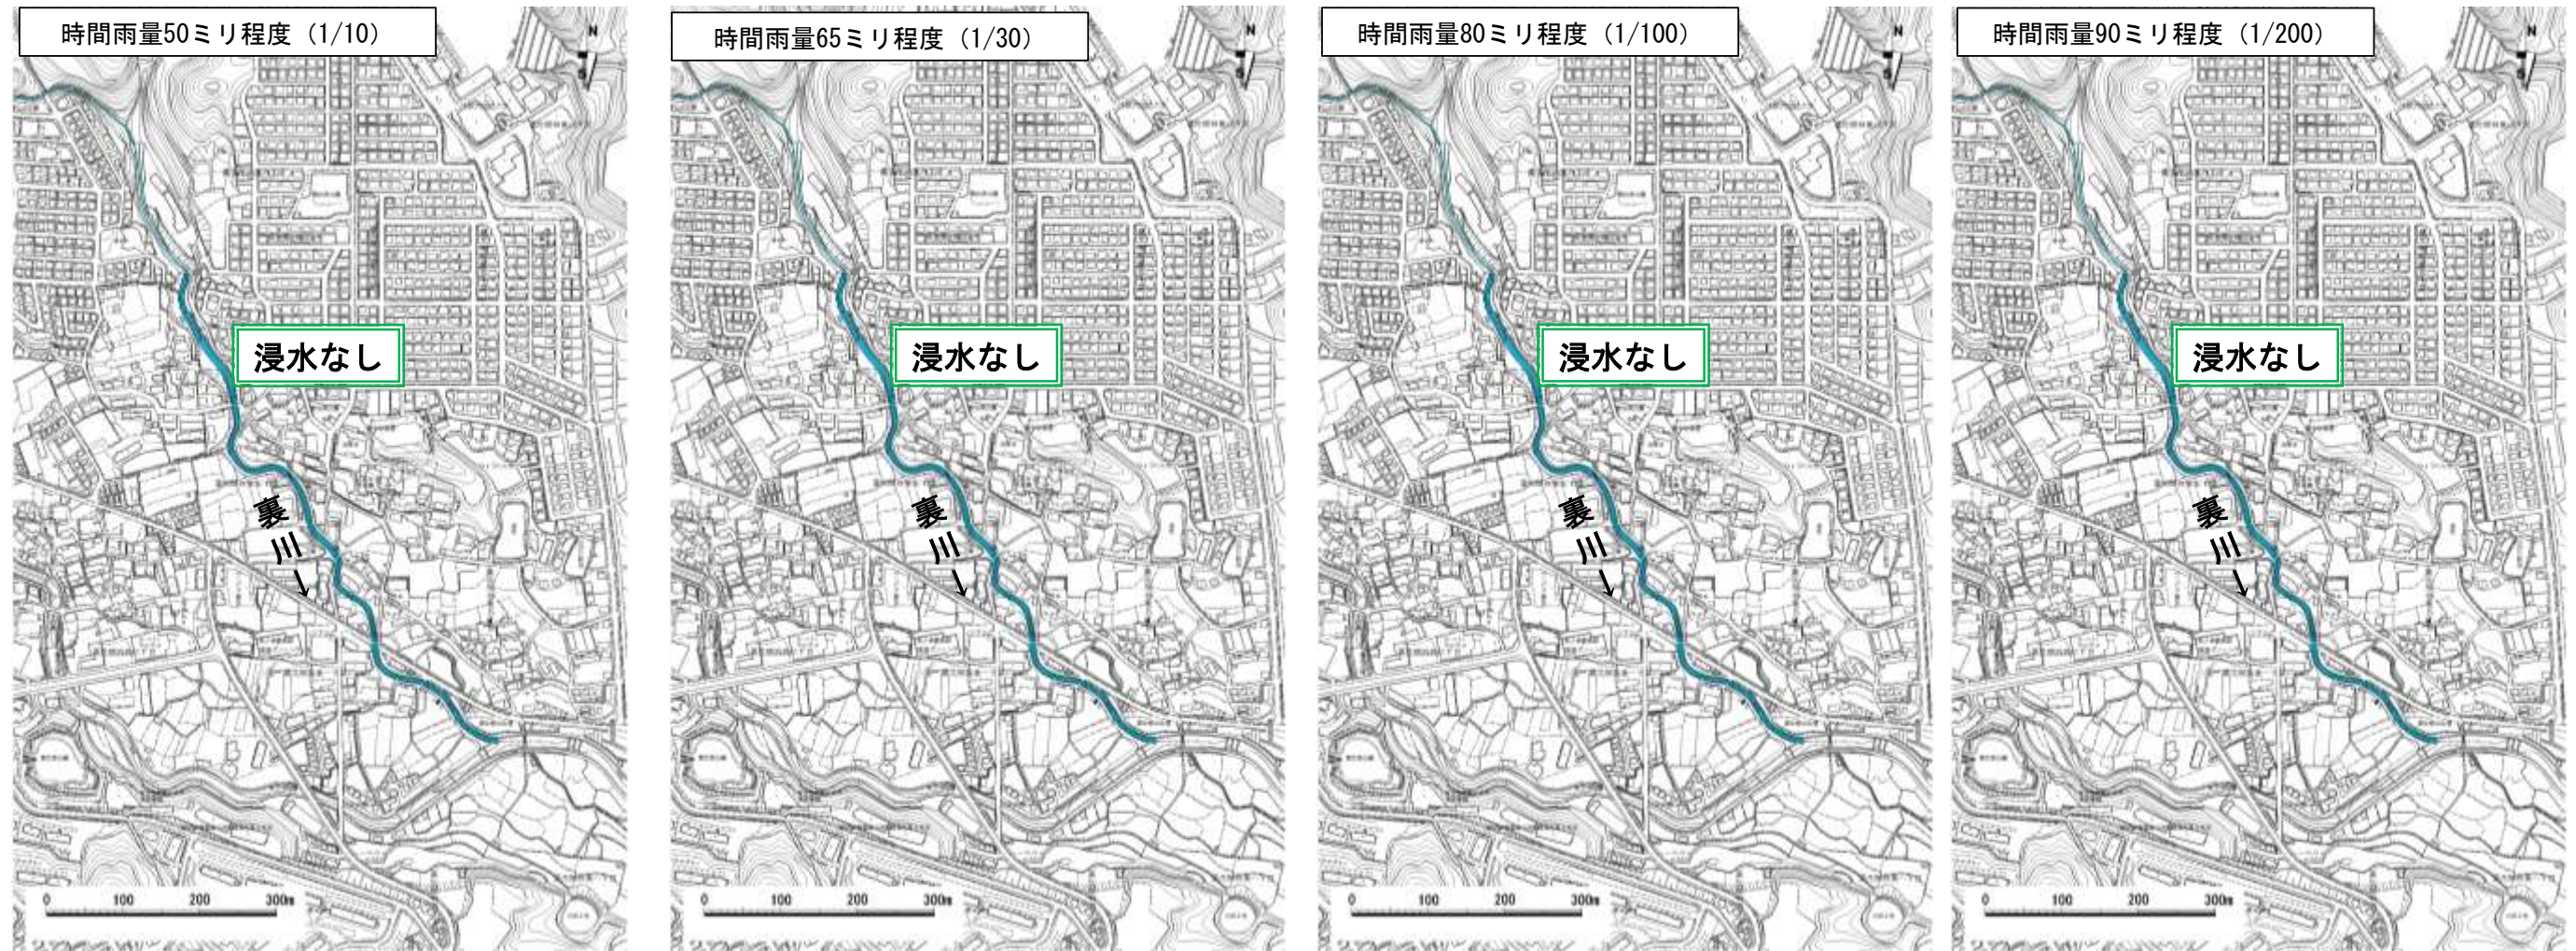 時間雨量50ミリ程度（1/10）
N
浸水なし
裏川
↓
0 100 200 300m
時間雨量65ミリ程度（1/30）
N
浸水なし
裏川
↓
0 100 200 300m
時間雨量80ミリ程度（1/100）
N
浸水なし
裏川
↓
0 100 200 300m
時間雨量90ミリ程度（1/200）
N
浸水なし
裏川
↓
0 100 200 300m